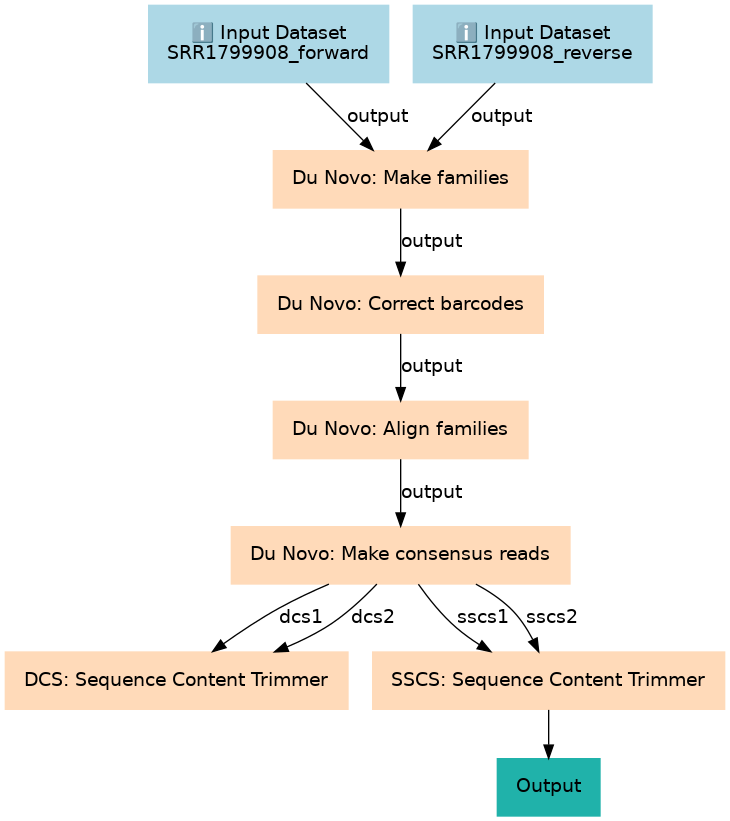 ℹ️ Input Dataset
SRR1799908_forward
ℹ️ Input Dataset
SRR1799908_reverse
output
output
Du Novo: Make families
output
Du Novo: Correct barcodes
output
Du Novo: Align families
output
Du Novo: Make consensus reads
dcs1
dcs2
sscs1
sscs2
DCS: Sequence Content Trimmer
SSCS: Sequence Content Trimmer
Output